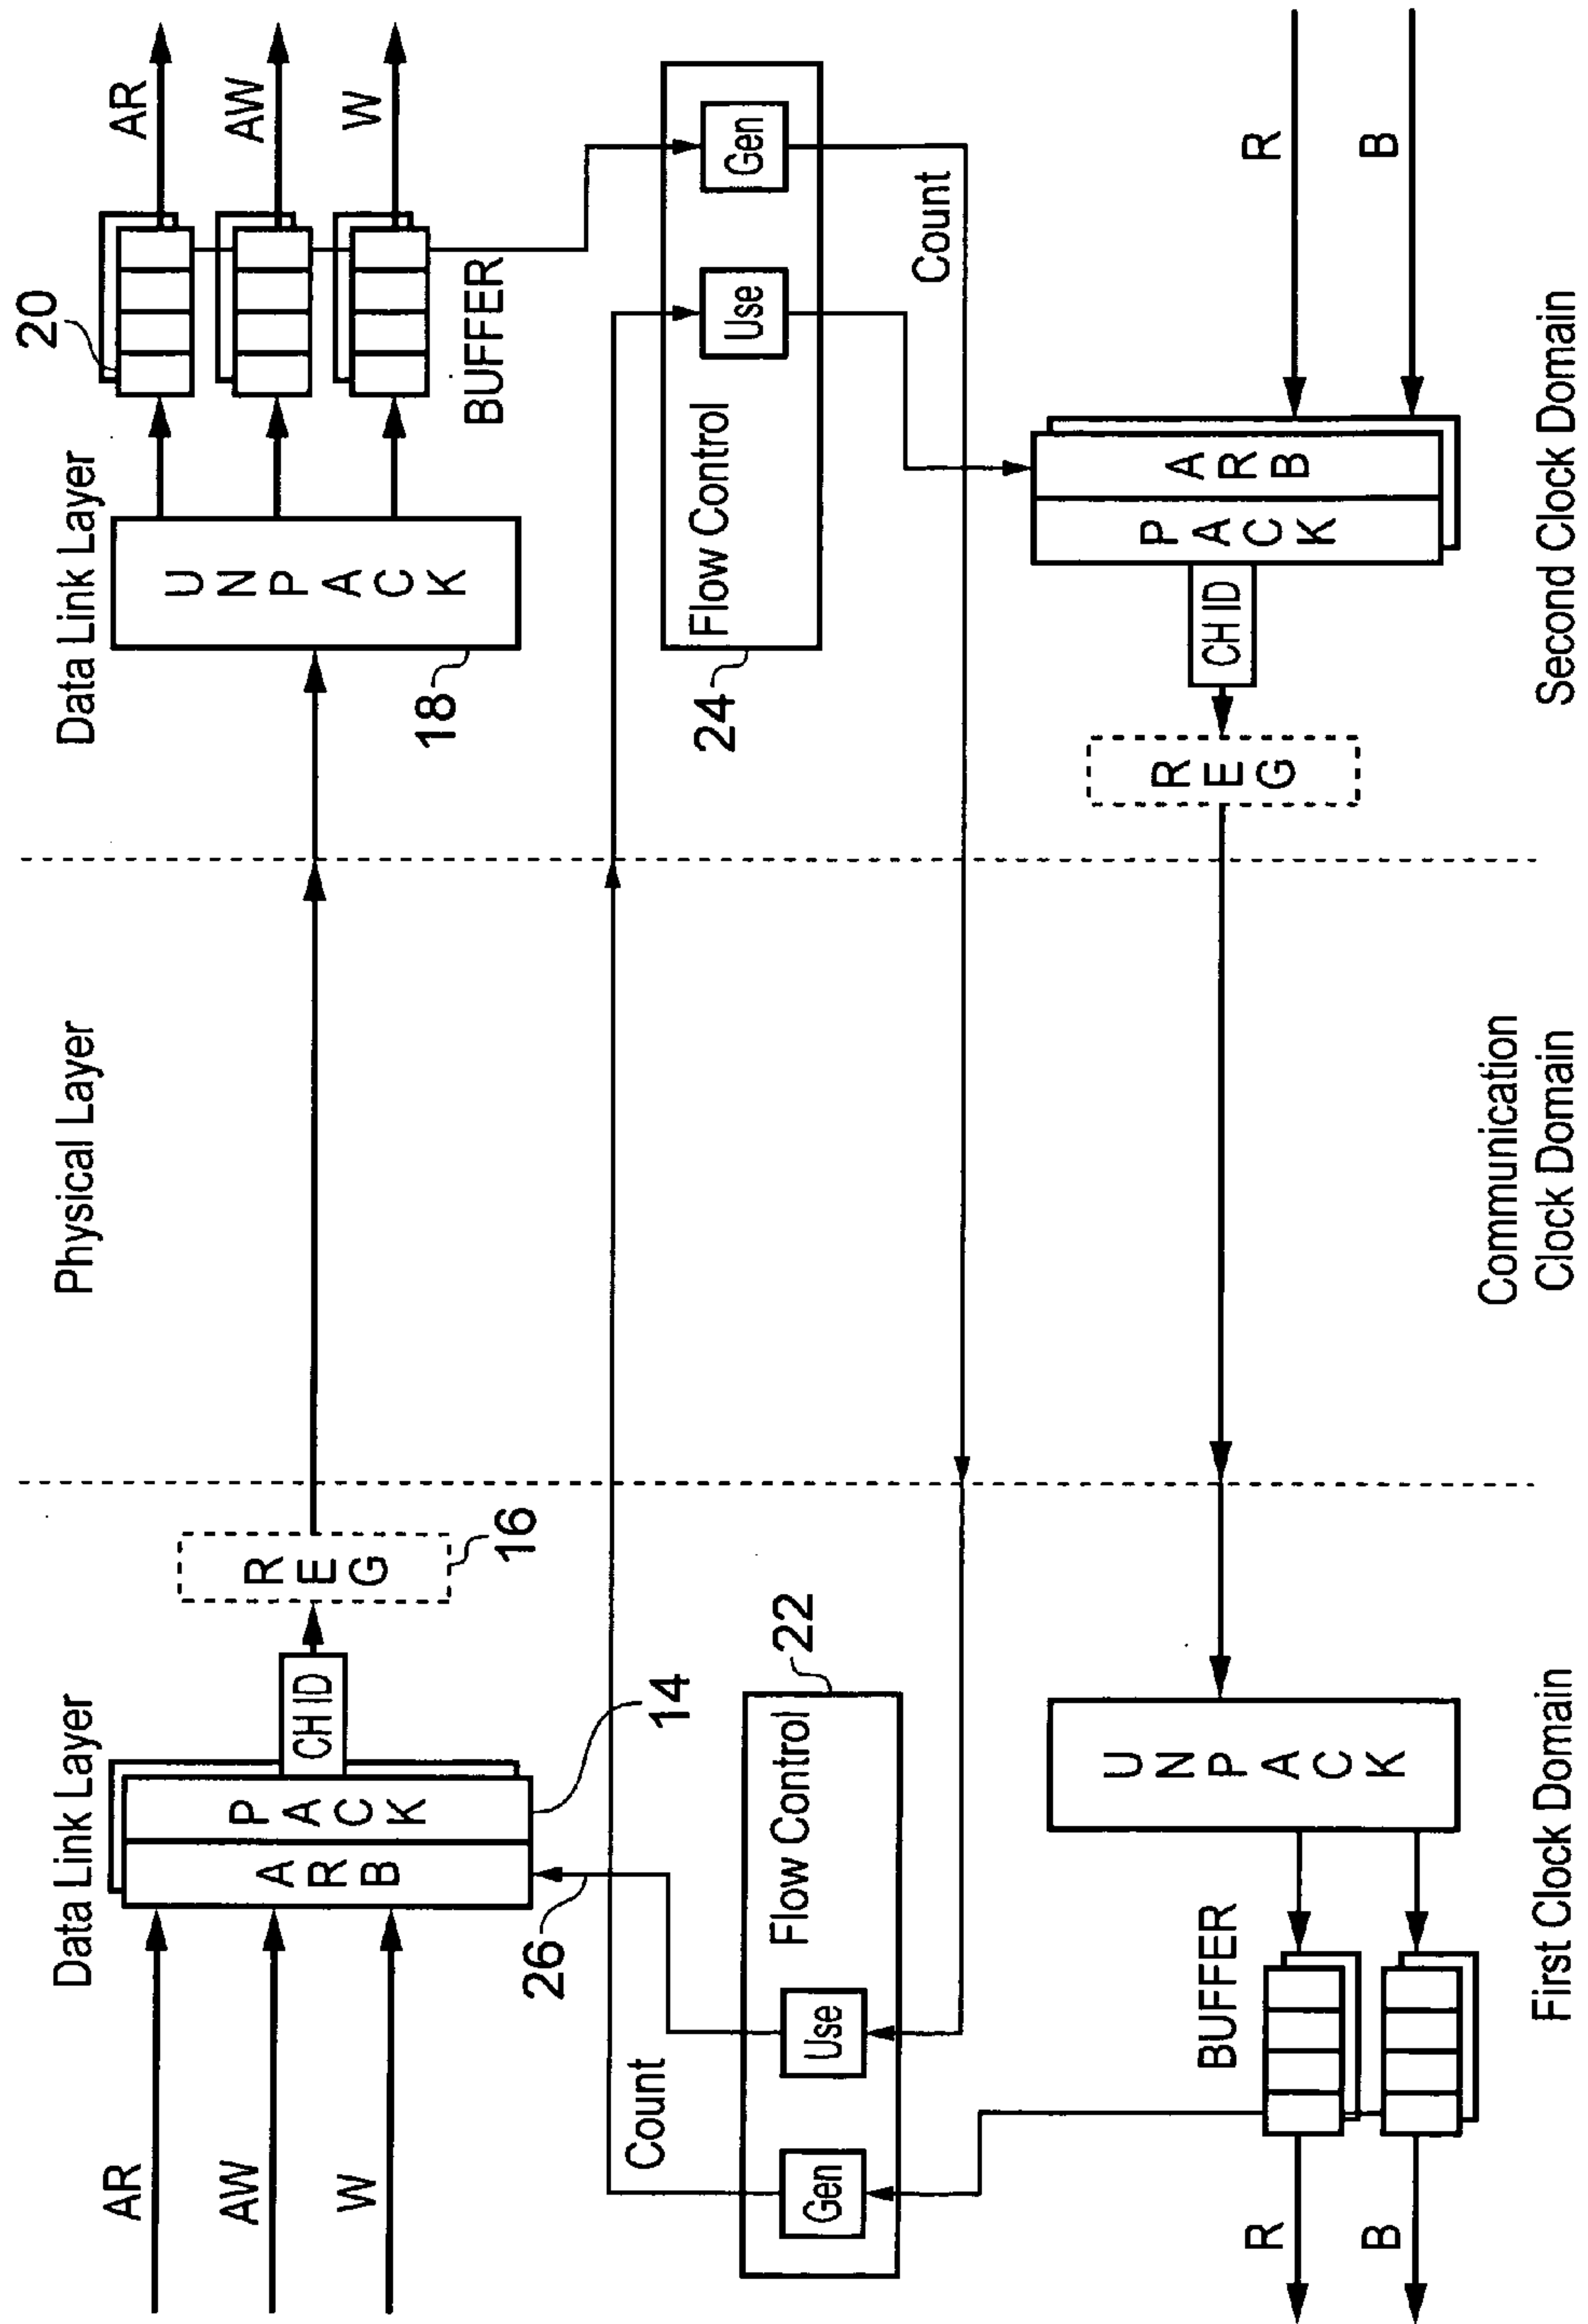 Data Link Layer
Physical Layer
Data Link Layer
AR
AW
W
ARB
PACK
CH ID
REG
16
14
26
UNPACK
18
20
BUFFER
AR
AW
W
Count
Flow Control
Gen
Use
22
Flow Control
Use
Gen
24
Count
R
B
BUFFER
UNPACK
REG
CH ID
PACK
ARB
R
B
First Clock Domain
Communication
Clock Domain
Second Clock Domain